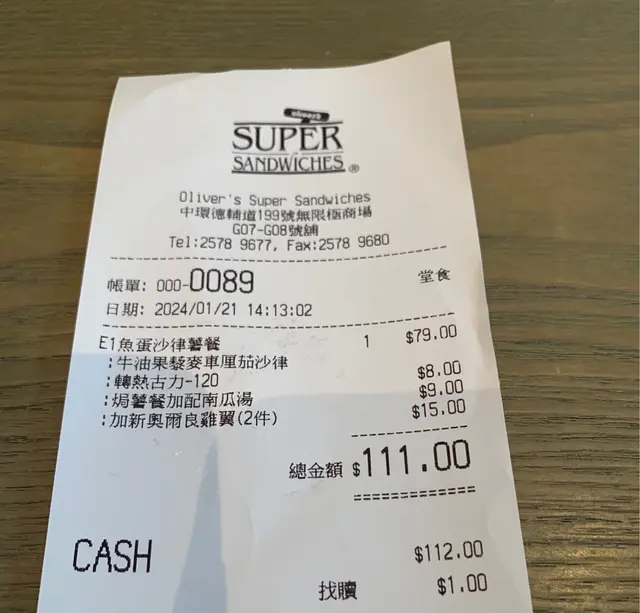 Oliver's
SUPER
SANDWICHES®
Oliver's Super Sandwiches
中環德輔道199號無限極商場
G07-G08號舖
Tel:2578 9677, Fax:2578 9680
帳單: 000-0089 堂食
日期: 2024/01/21 14:13:02
E1魚蛋沙律薯餐 1 $79.00
:牛油果藜麥車厘茄沙律
:轉熱古力-120 $8.00
:焗薯餐加配南瓜湯 $9.00
:加新奧爾良雞翼(2件) $15.00
總金額 $111.00
CASH $112.00
找贖 $1.00